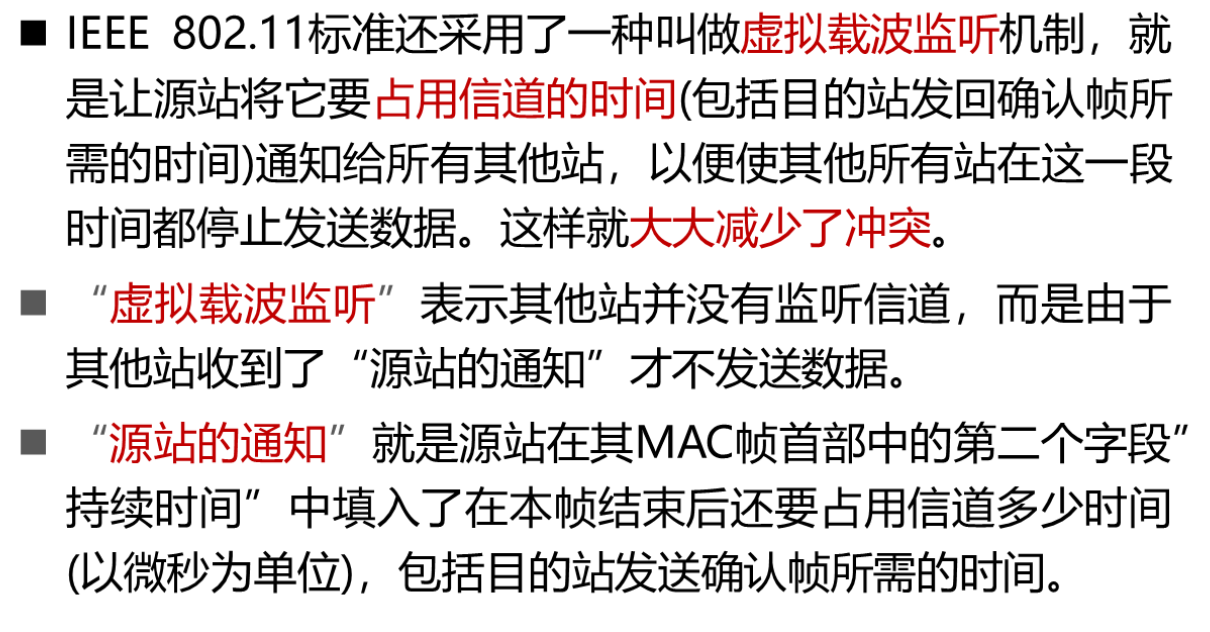 ■ IEEE 802.11标准还采用了一种叫做虚拟载波监听机制，就
是让源站将它要占用信道的时间(包括目的站发回确认帧所
需的时间)通知给所有其他站，以便使其他所有站在这一段
时间都停止发送数据。这样就大大减少了冲突。
■ “虚拟载波监听”表示其他站并没有监听信道，而是由于
其他站收到了“源站的通知”才不发送数据。
■ “源站的通知”就是源站在其MAC帧首部中的第二个字段”
持续时间”中填入了在本帧结束后还要占用信道多少时间
(以微秒为单位)，包括目的站发送确认帧所需的时间。